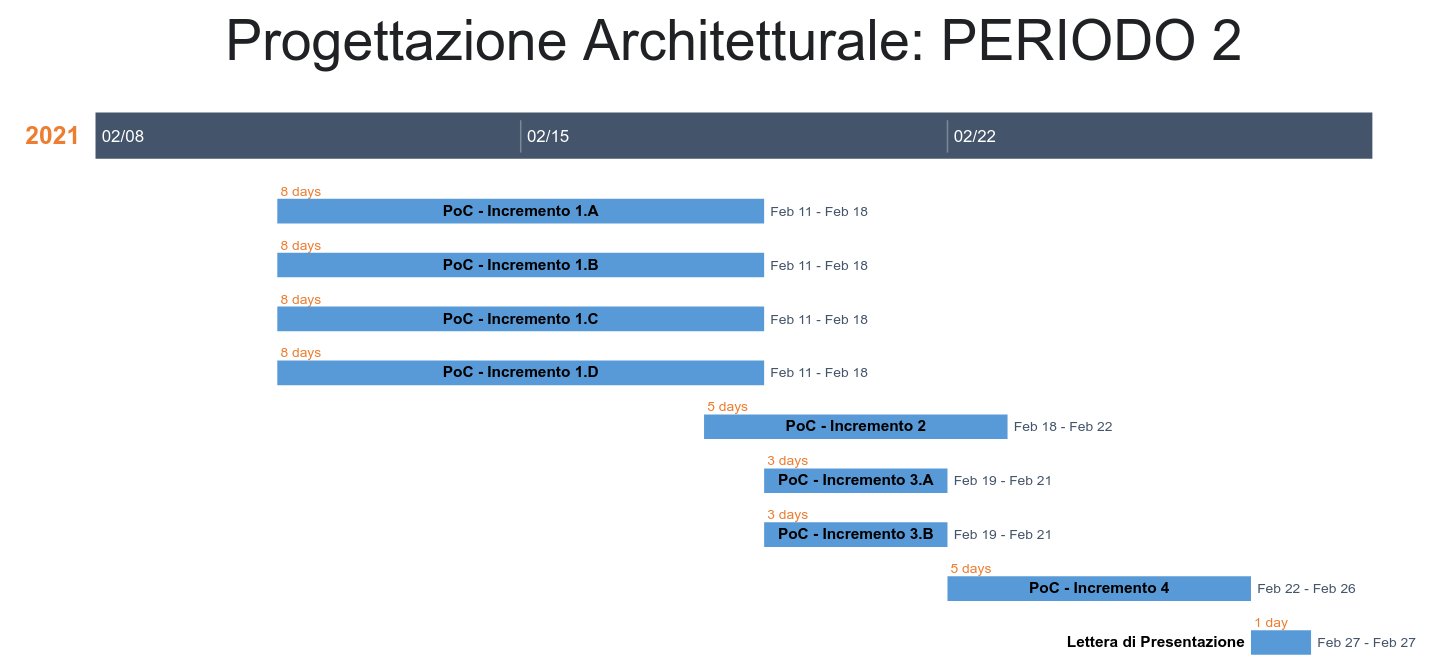 Progettazione Architetturale: PERIODO 2
2021 02/08 02/15 02/22
8 days
PoC - Incremento 1.A Feb 11 - Feb 18
8 days
PoC - Incremento 1.B Feb 11 - Feb 18
8 days
PoC - Incremento 1.C Feb 11 - Feb 18
8 days
PoC - Incremento 1.D Feb 11 - Feb 18
5 days
PoC - Incremento 2 Feb 18 - Feb 22
3 days
PoC - Incremento 3.A Feb 19 - Feb 21
3 days
PoC - Incremento 3.B Feb 19 - Feb 21
5 days
PoC - Incremento 4 Feb 22 - Feb 26
1 day
Lettera di Presentazione Feb 27 - Feb 27